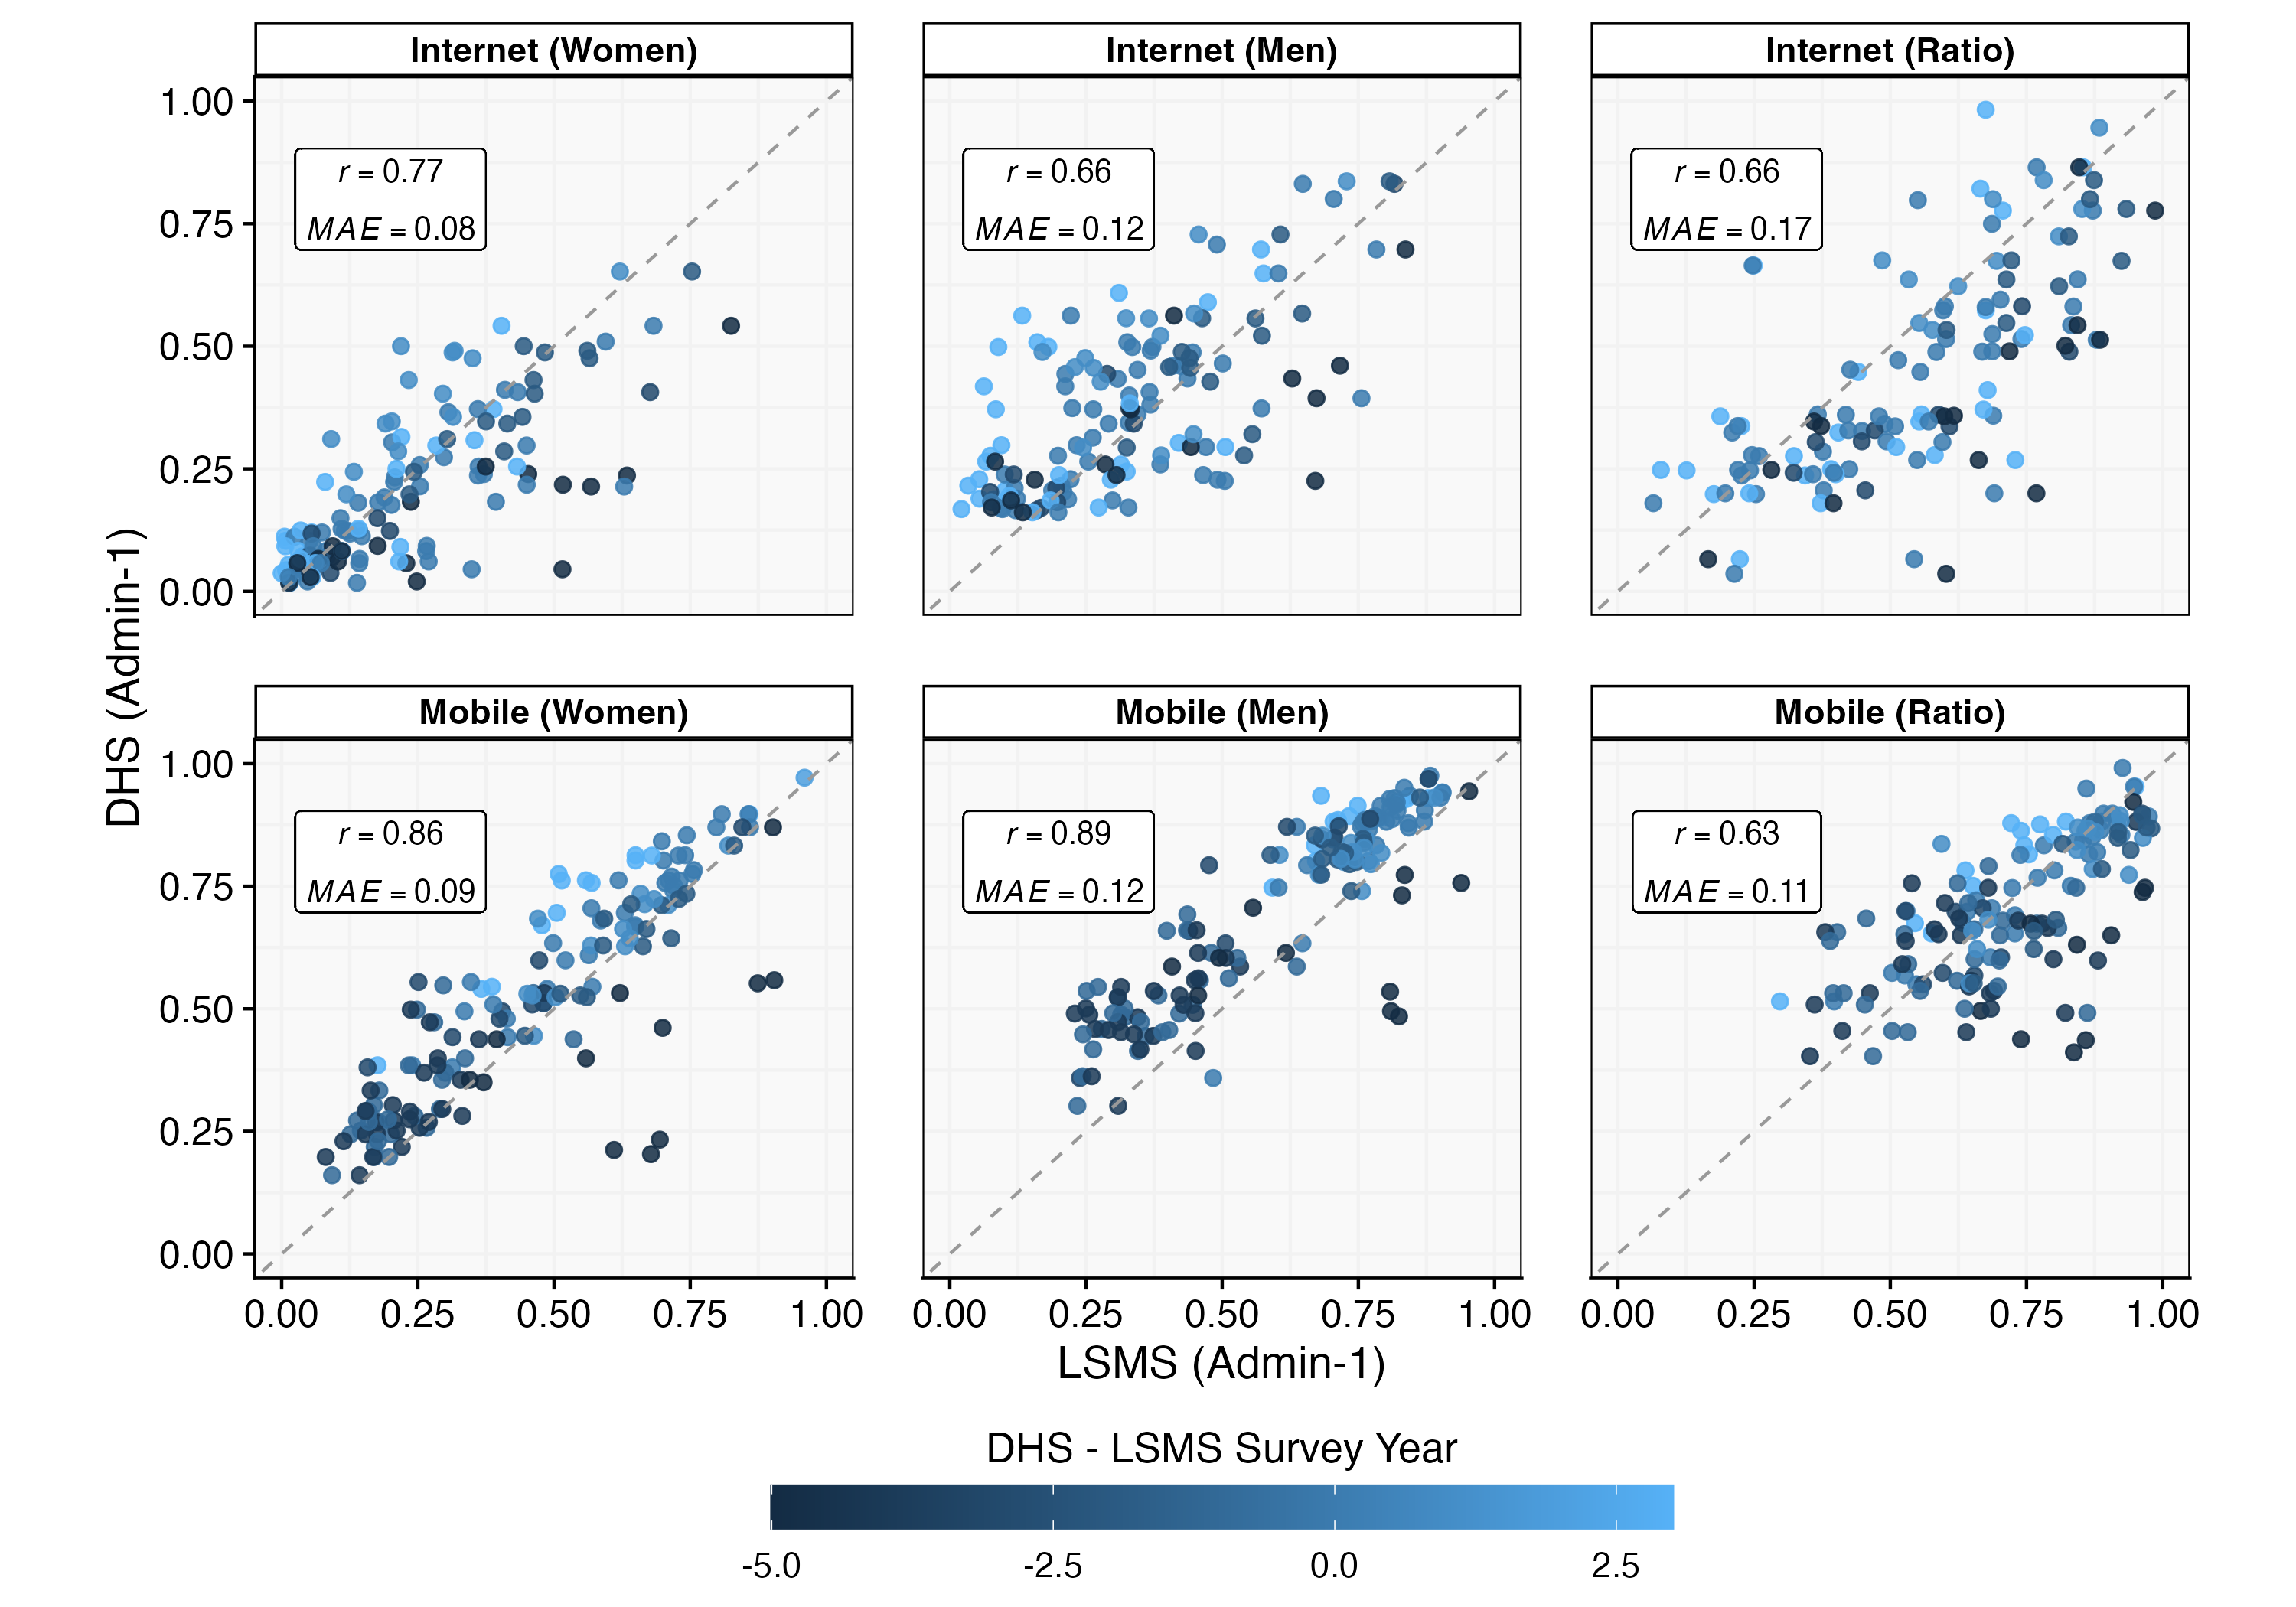 Internet (Women)
Internet (Men)
Internet (Ratio)
1.00
0.75
0.50
0.25
0.00
r = 0.77
MAE = 0.08
r = 0.66
MAE = 0.12
r = 0.66
MAE = 0.17
DHS (Admin-1)
Mobile (Women)
Mobile (Men)
Mobile (Ratio)
1.00
0.75
0.50
0.25
0.00
r = 0.86
MAE = 0.09
r = 0.89
MAE = 0.12
r = 0.63
MAE = 0.11
0.00 0.25 0.50 0.75 1.00
0.00 0.25 0.50 0.75 1.00
0.00 0.25 0.50 0.75 1.00
LSMS (Admin-1)
DHS - LSMS Survey Year
-5.0 -2.5 0.0 2.5